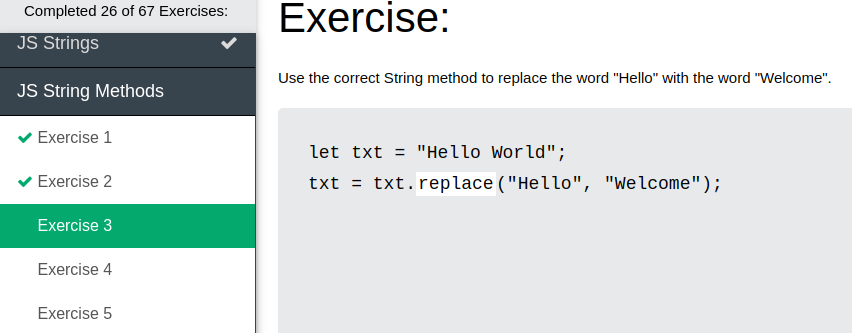 Completed 26 of 67 Exercises:
JS Strings
JS String Methods
Exercise 1
Exercise 2
Exercise 3
Exercise 4
Exercise 5
Exercise:
Use the correct String method to replace the word "Hello" with the word "Welcome".
let txt = "Hello World";
txt = txt.replace("Hello", "Welcome");